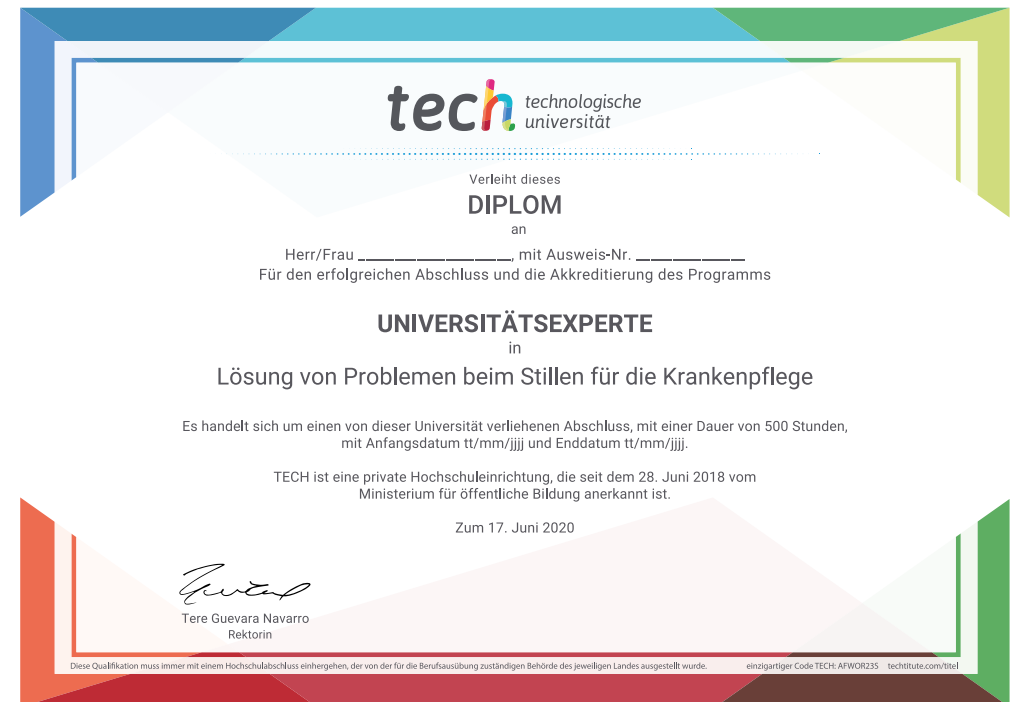 tech technologische
universität
Verleiht dieses
DIPLOM
an
Herr/Frau ____________________, mit Ausweis-Nr. ______________
Für den erfolgreichen Abschluss und die Akkreditierung des Programms
UNIVERSITÄTSEXPERTE
in
Lösung von Problemen beim Stillen für die Krankenpflege
Es handelt sich um einen von dieser Universität verliehenen Abschluss, mit einer Dauer von 500 Stunden,
mit Anfangsdatum tt/mm/jjjj und Enddatum tt/mm/jjjj.
TECH ist eine private Hochschuleinrichtung, die seit dem 28. Juni 2018 vom
Ministerium für öffentliche Bildung anerkannt ist.
Zum 17. Juni 2020
Tere Guevara Navarro
Rektorin
Diese Qualifikation muss immer mit einem Hochschulabschluss einhergehen, der von der für die Berufsausübung zuständigen Behörde des jeweiligen Landes ausgestellt wurde. einzigartiger Code TECH: AFWOR23S techtitute.com/titel